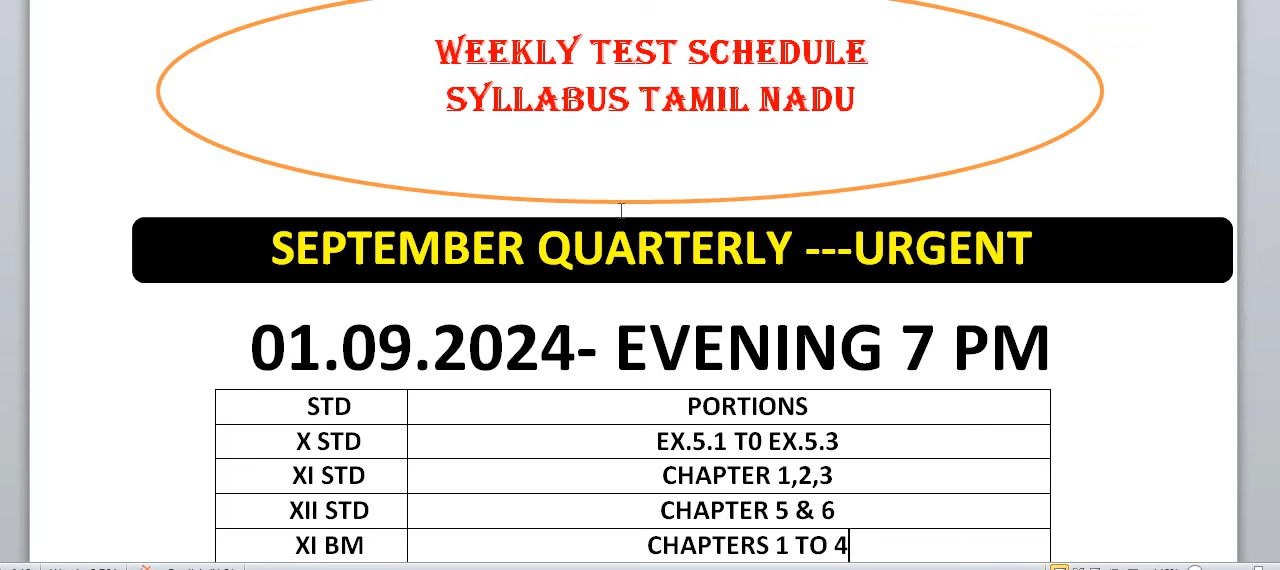 WEEKLY TEST SCHEDULE
SYLLABUS TAMIL NADU
SEPTEMBER QUARTERLY ---URGENT
01.09.2024- EVENING 7 PM
STD PORTIONS
X STD EX.5.1 T0 EX.5.3
XI STD CHAPTER 1,2,3
XII STD CHAPTER 5 & 6
XI BM CHAPTERS 1 TO 4